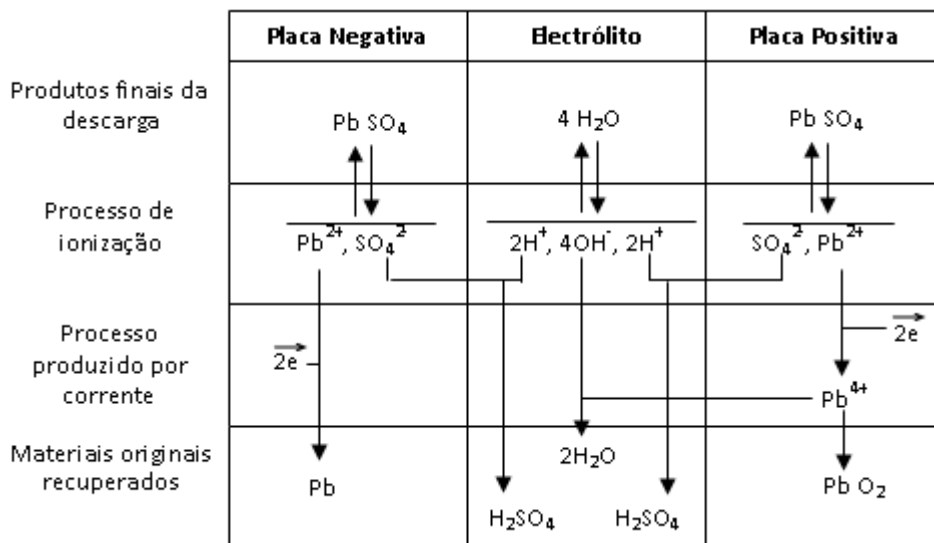 Placa Negativa Electrólito Placa Positiva
Produtos finais da
descarga
Pb SO₄ 4 H₂O Pb SO₄
Processo de
ionização
Pb²⁺, SO₄²⁻ 2H⁺, 4OH⁻, 2H⁺ SO₄²⁻, Pb²⁺
Processo
produzido por
corrente
2e 2e
Pb⁴⁺
Materiais originais
recuperados
Pb 2H₂O Pb O₂
H₂SO₄ H₂SO₄